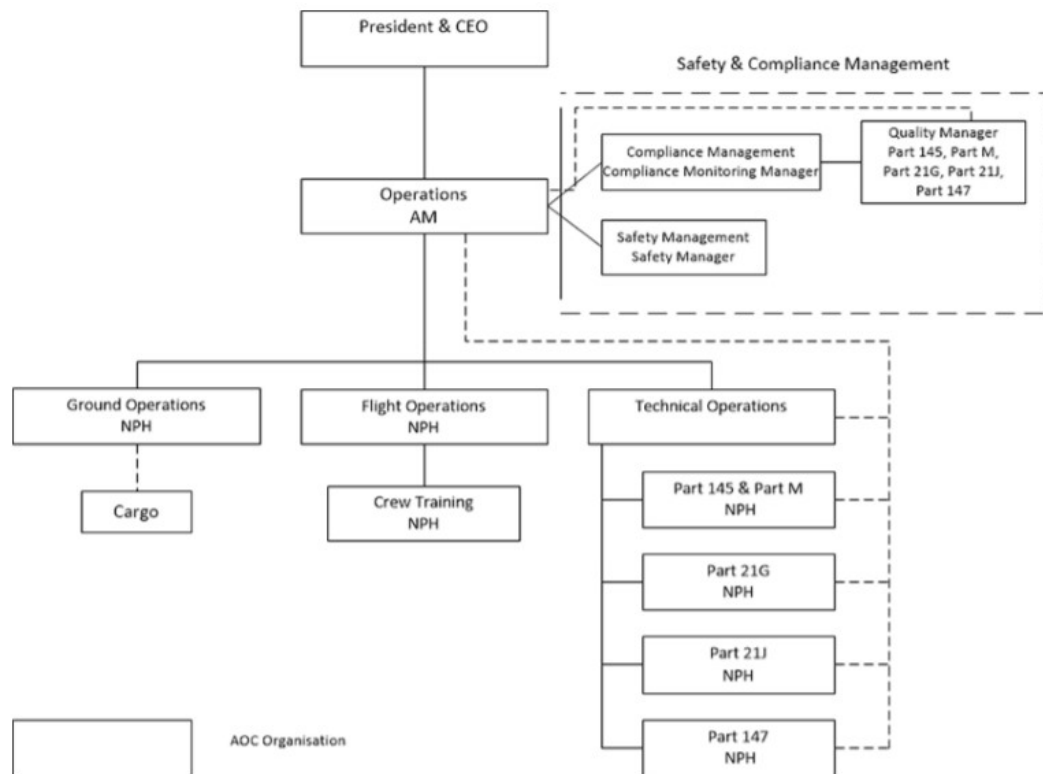 President & CEO
Safety & Compliance Management
Compliance Management
Compliance Monitoring Manager
Quality Manager
Part 145, Part M,
Part 21G, Part 21J,
Part 147
Operations
AM
Safety Management
Safety Manager
Ground Operations
NPH
Flight Operations
NPH
Technical Operations
Cargo
Crew Training
NPH
Part 145 & Part M
NPH
Part 21G
NPH
Part 21J
NPH
Part 147
NPH
AOC Organisation